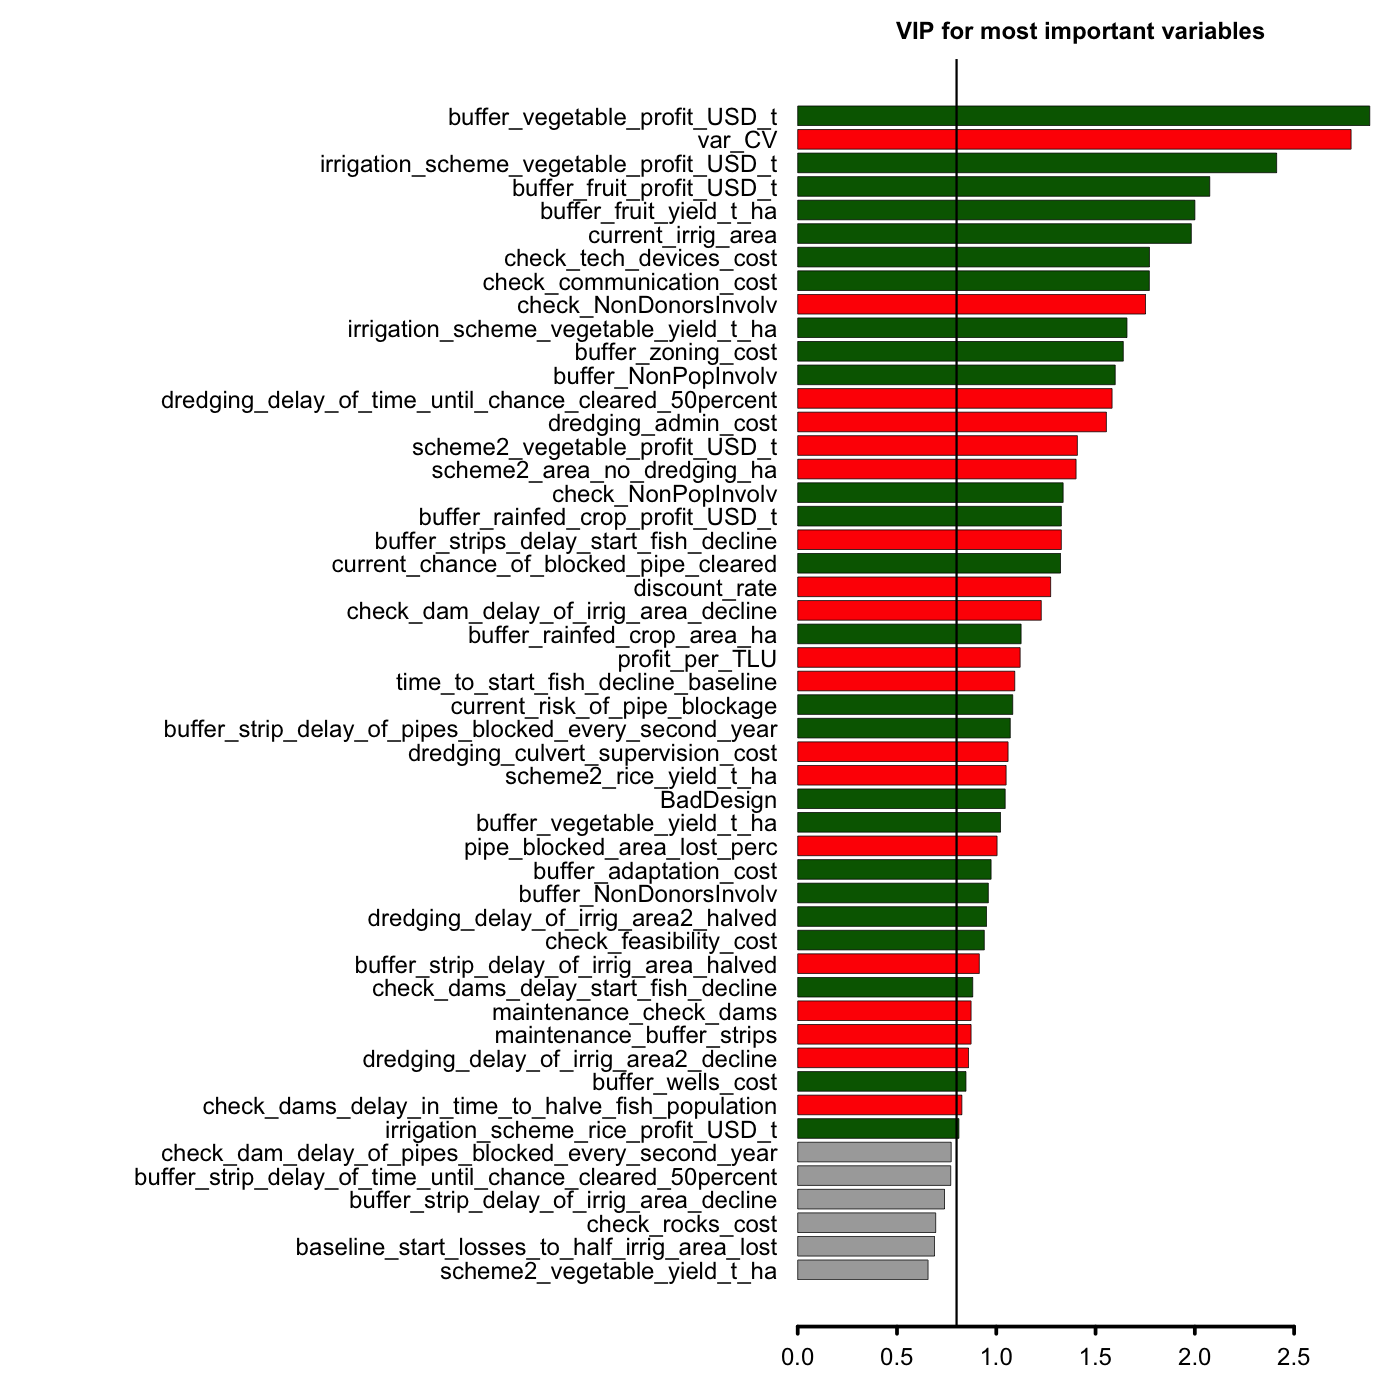 VIP for most important variables
buffer_vegetable_profit_USD_t
var_CV
irrigation_scheme_vegetable_profit_USD_t
buffer_fruit_profit_USD_t
buffer_fruit_yield_t_ha
current_irrig_area
check_tech_devices_cost
check_communication_cost
check_NonDonorsInvolv
irrigation_scheme_vegetable_yield_t_ha
buffer_zoning_cost
buffer_NonPopInvolv
dredging_delay_of_time_until_chance_cleared_50percent
dredging_admin_cost
scheme2_vegetable_profit_USD_t
scheme2_area_no_dredging_ha
check_NonPopInvolv
buffer_rainfed_crop_profit_USD_t
buffer_strips_delay_start_fish_decline
current_chance_of_blocked_pipe_cleared
discount_rate
check_dam_delay_of_irrig_area_decline
buffer_rainfed_crop_area_ha
profit_per_TLU
time_to_start_fish_decline_baseline
current_risk_of_pipe_blockage
buffer_strip_delay_of_pipes_blocked_every_second_year
dredging_culvert_supervision_cost
scheme2_rice_yield_t_ha
BadDesign
buffer_vegetable_yield_t_ha
pipe_blocked_area_lost_perc
buffer_adaptation_cost
buffer_NonDonorsInvolv
dredging_delay_of_irrig_area2_halved
check_feasibility_cost
buffer_strip_delay_of_irrig_area_halved
check_dams_delay_start_fish_decline
maintenance_check_dams
maintenance_buffer_strips
dredging_delay_of_irrig_area2_decline
buffer_wells_cost
check_dams_delay_in_time_to_halve_fish_population
irrigation_scheme_rice_profit_USD_t
check_dam_delay_of_pipes_blocked_every_second_year
buffer_strip_delay_of_time_until_chance_cleared_50percent
buffer_strip_delay_of_irrig_area_decline
check_rocks_cost
baseline_start_losses_to_half_irrig_area_lost
scheme2_vegetable_yield_t_ha
0.0 0.5 1.0 1.5 2.0 2.5